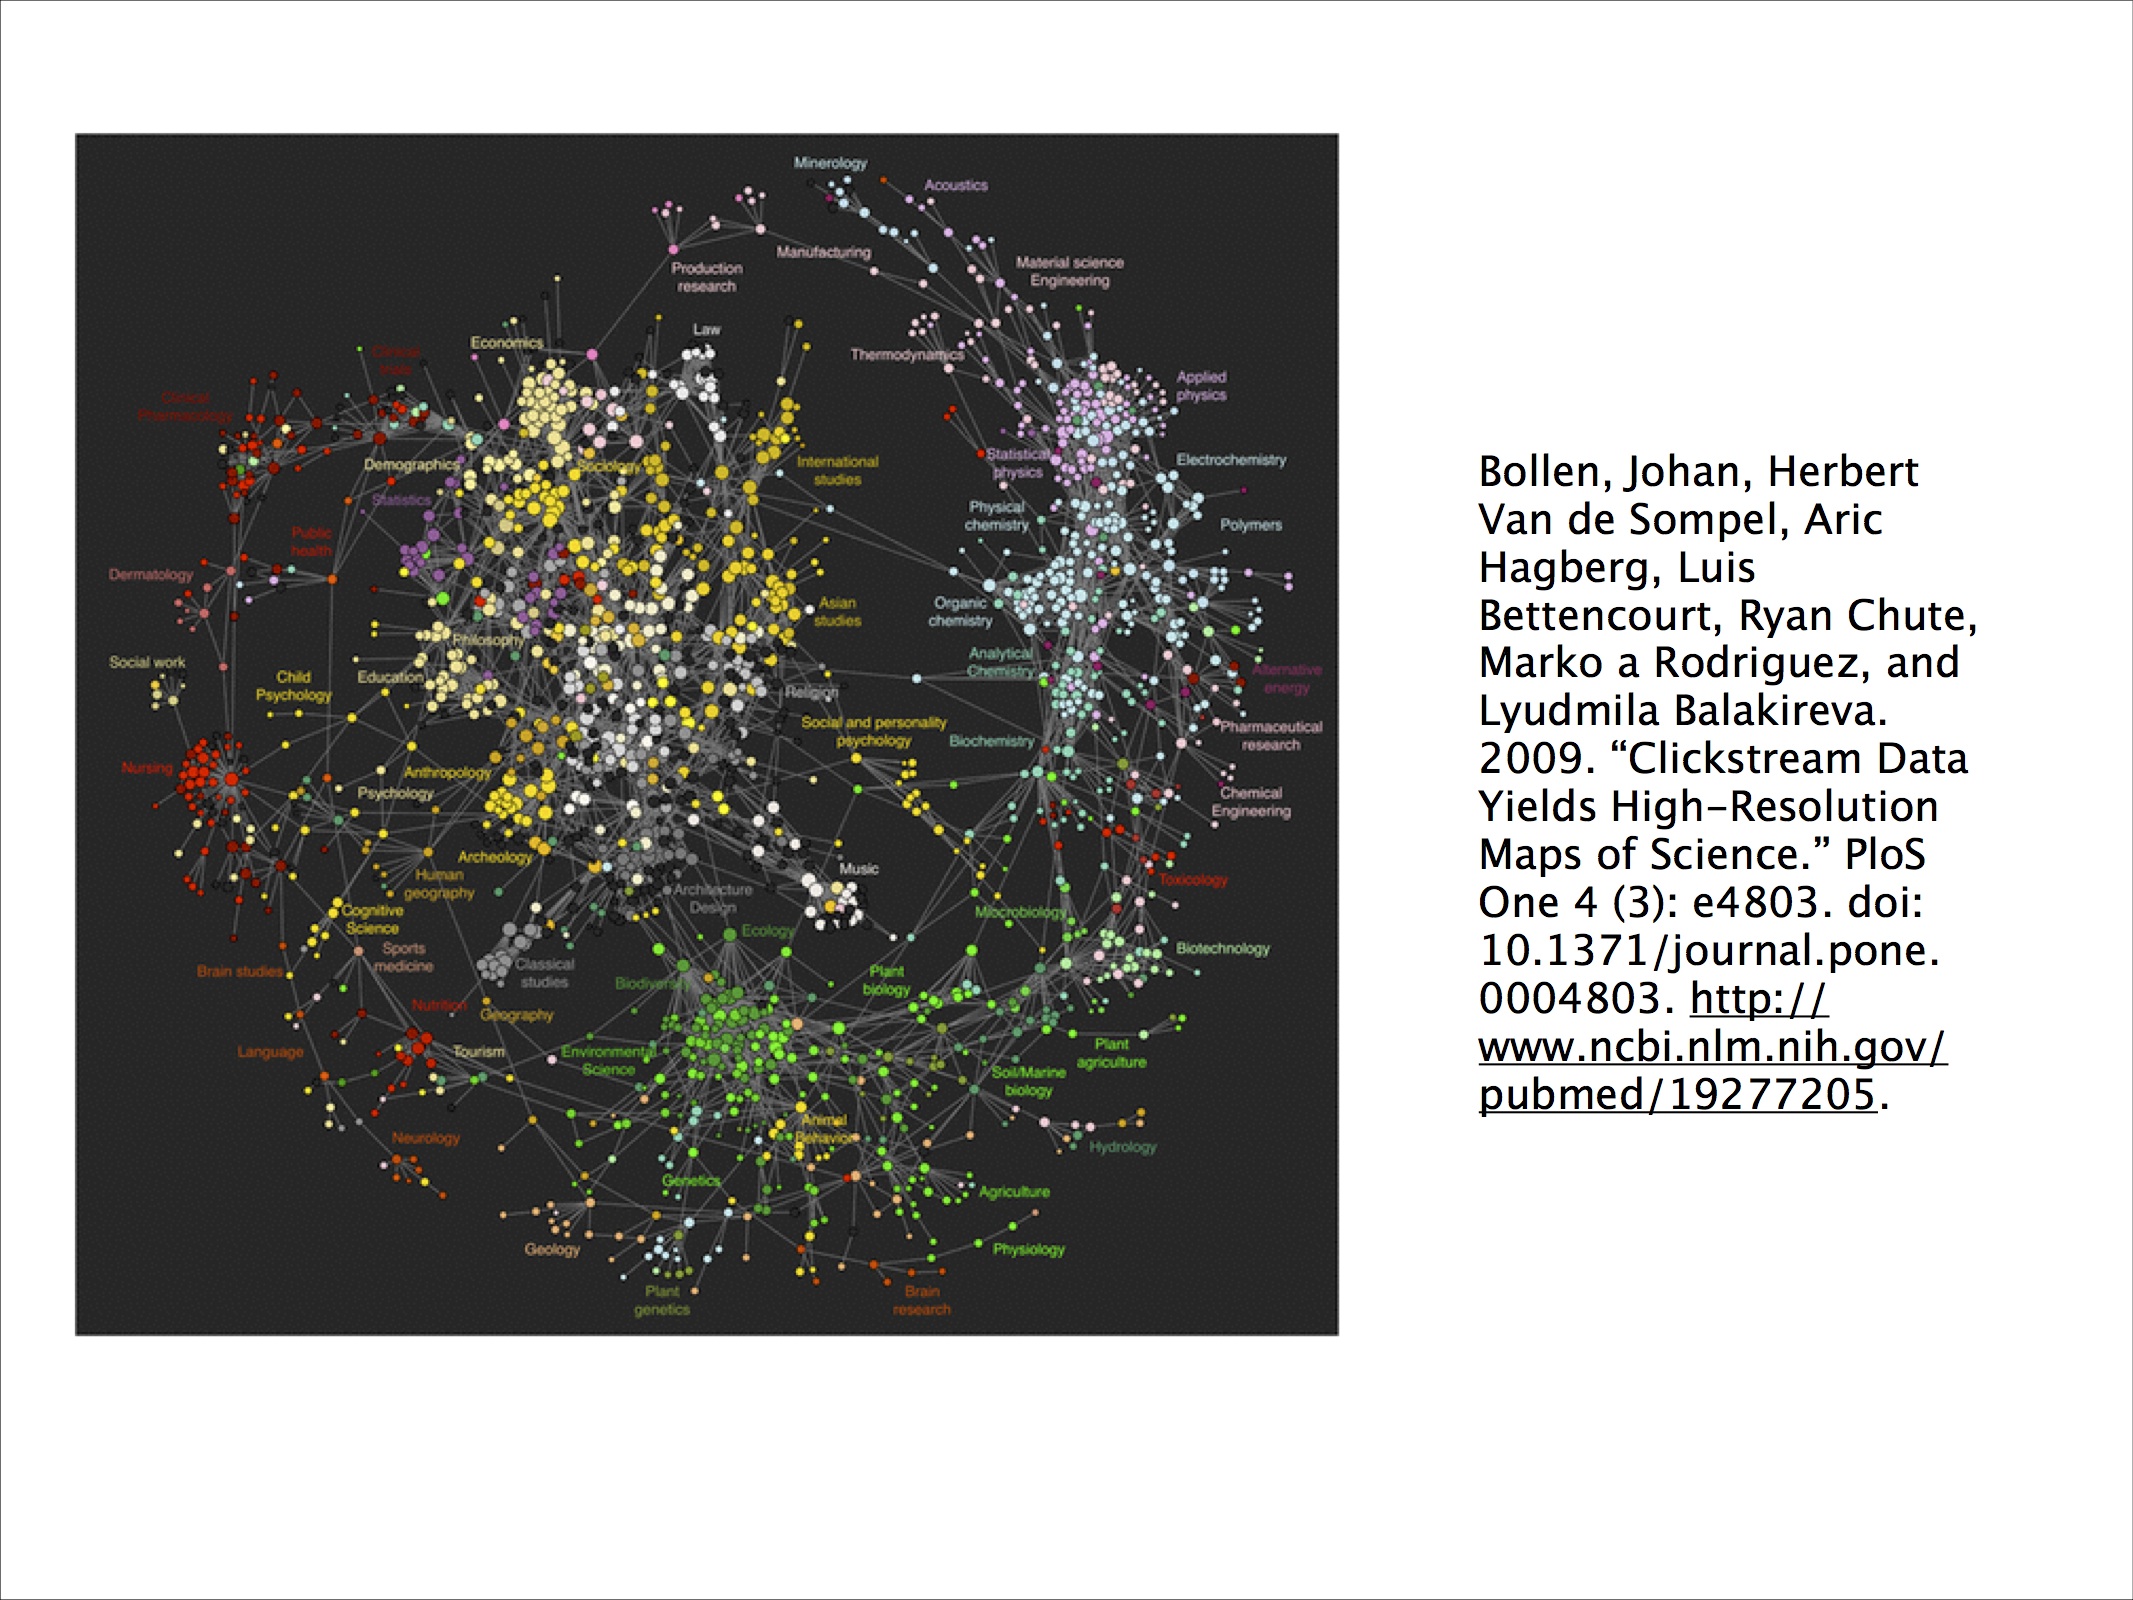 Minerology
Acoustics
Manufacturing
Material science
Engineering
Production
research
Law
Economics
Thermodynamics
Clinical
trials
Clinical
Pharmacology
Applied
physics
Demographics
Sociology
International
studies
Statistical
physics
Electrochemistry
Statistics
Physical
chemistry
Polymers
Public
health
Dermatology
Asian
studies
Organic
chemistry
Philosophy
Social work
Child
Psychology
Education
Religion
Analytical
Chemistry
Alternative
energy
Social and personality
psychology
Biochemistry
Pharmaceutical
research
Nursing
Anthropology
Psychology
Chemical
Engineering
Archeology
Human
geography
Architecture
Design
Music
Toxicology
Cognitive
Science
Ecology
Miocrobiology
Sports
medicine
Biotechnology
Brain studies
Classical
studies
Biodiversity
Plant
biology
Nutrition
Geography
Language
Tourism
Environmental
Science
Plant
agriculture
Soil/Marine
biology
Animal
Behavior
Neurology
Hydrology
Genetics
Agriculture
Geology
Physiology
Plant
genetics
Brain
research
Bollen, Johan, Herbert
Van de Sompel, Aric
Hagberg, Luis
Bettencourt, Ryan Chute,
Marko a Rodriguez, and
Lyudmila Balakireva.
2009. “Clickstream Data
Yields High-Resolution
Maps of Science.” PloS
One 4 (3): e4803. doi:
10.1371/journal.pone.
0004803. http://
www.ncbi.nlm.nih.gov/
pubmed/19277205.